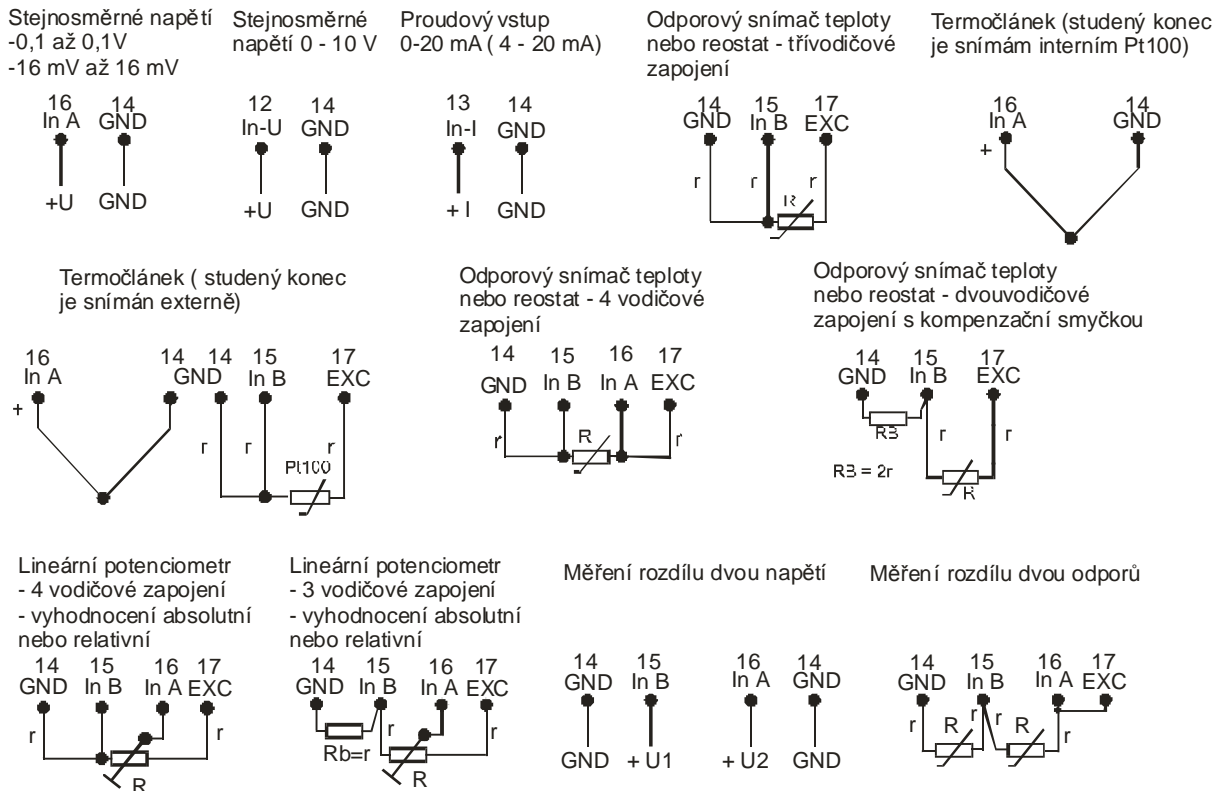 Stejnosměrné napětí
-0,1 až 0,1V
-16 mV až 16 mV
16 14
In A GND
+U GND
Stejnosměrné
napětí 0 - 10 V
12 14
In-U GND
+U GND
Proudový vstup
0-20 mA ( 4 - 20 mA)
13 14
In-I GND
+ I GND
Odporový snímač teploty
nebo reostat - třívodičové
zapojení
14 15 17
GND In B EXC
r r R r
Termočlánek (studený konec
je snímám interním Pt100)
16 14
In A GND
+
Termočlánek ( studený konec
je snímán externě)
16 14 14 15 17
In A GND In B EXC
+
r r r
Pt100
Odporový snímač teploty
nebo reostat - 4 vodičové
zapojení
14 15 16 17
GND In B In A EXC
r R r
Odporový snímač teploty
nebo reostat - dvouvodičové
zapojení s kompenzační smyčkou
14 15 17
GND In B EXC
RB r r
RB = 2r
R
Lineární potenciometr
- 4 vodičové zapojení
- vyhodnocení absolutní
nebo relativní
14 15 16 17
GND In B In A EXC
r r
R
Lineární potenciometr
- 3 vodičové zapojení
- vyhodnocení absolutní
nebo relativní
14 15 16 17
GND In B In A EXC
r r
Rb=r
R
Měření rozdílu dvou napětí
14 15 16 14
GND In B In A GND
GND + U1 + U2 GND
Měření rozdílu dvou odporů
14 15 16 17
GND In B In A EXC
r R r r R r